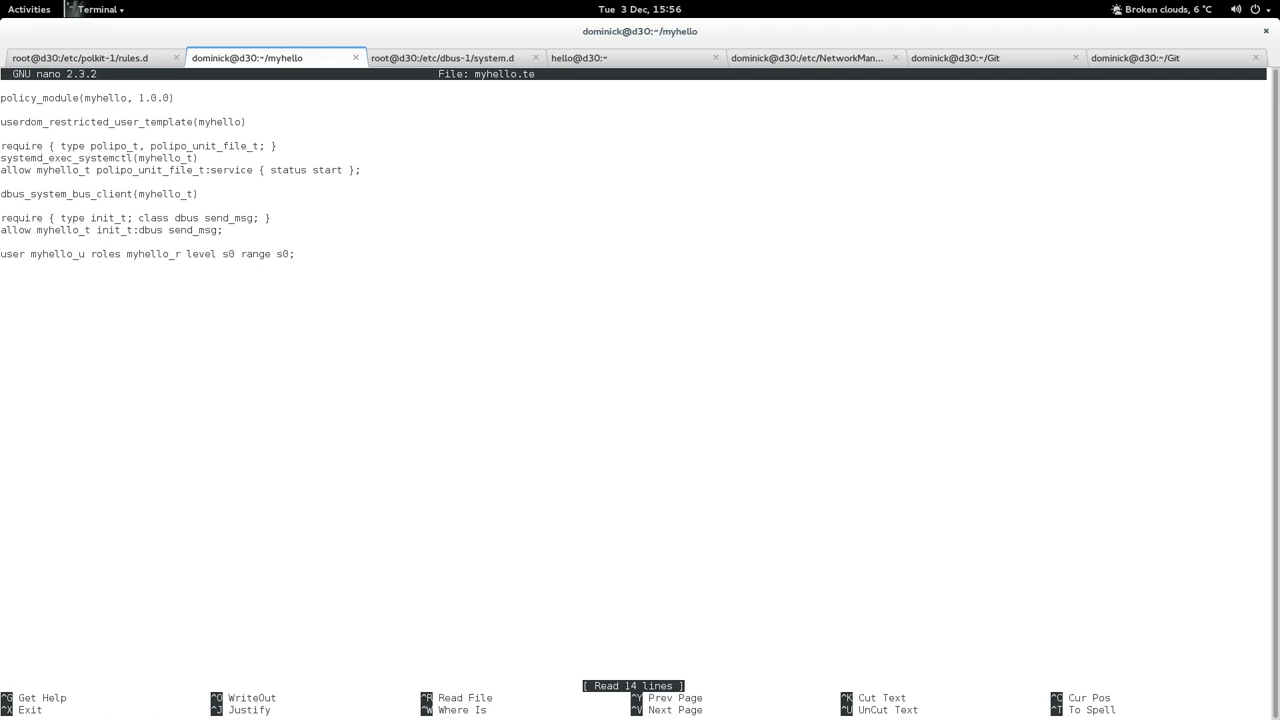 Activities Terminal Tue 3 Dec, 15:56 Broken clouds, 6 °C
dominick@d30:~/myhello ×
root@d30:/etc/polkit-1/rules.d × dominick@d30:~/myhello × root@d30:/etc/dbus-1/system.d × hello@d30:~ × dominick@d30:/etc/NetworkMan... × dominick@d30:~/Git × dominick@d30:~/Git ×
GNU nano 2.3.2 File: myhello.te
policy_module(myhello, 1.0.0)
userdom_restricted_user_template(myhello)
require { type polipo_t, polipo_unit_file_t; }
systemd_exec_systemctl(myhello_t)
allow myhello_t polipo_unit_file_t:service { status start };
dbus_system_bus_client(myhello_t)
require { type init_t; class dbus send_msg; }
allow myhello_t init_t:dbus send_msg;
user myhello_u roles myhello_r level s0 range s0;
[ Read 14 lines ]
^G Get Help ^O WriteOut ^R Read File ^Y Prev Page ^K Cut Text ^C Cur Pos
^X Exit ^J Justify ^W Where Is ^V Next Page ^U UnCut Text ^T To Spell